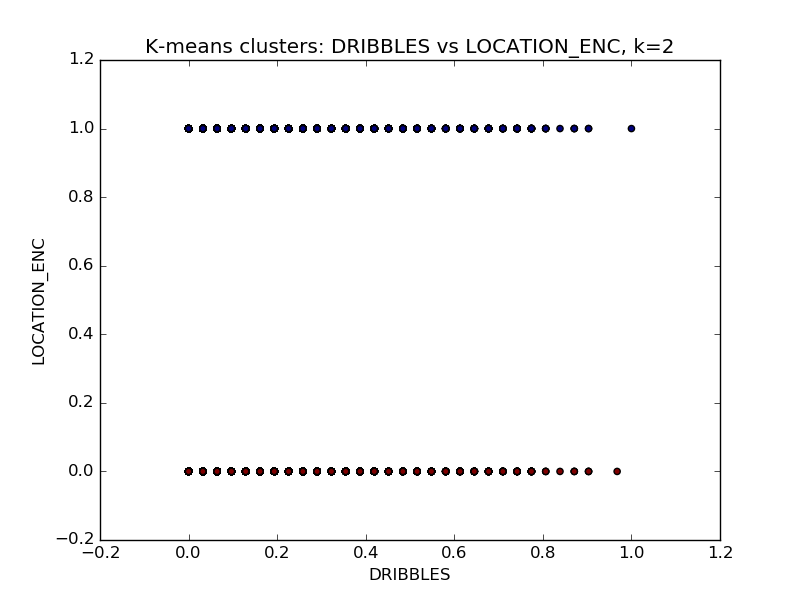 K-means clusters: DRIBBLES vs LOCATION_ENC, k=2
1.2
1.0
0.8
0.6
0.4
0.2
0.0
−0.2
LOCATION_ENC
−0.2 0.0 0.2 0.4 0.6 0.8 1.0 1.2
DRIBBLES